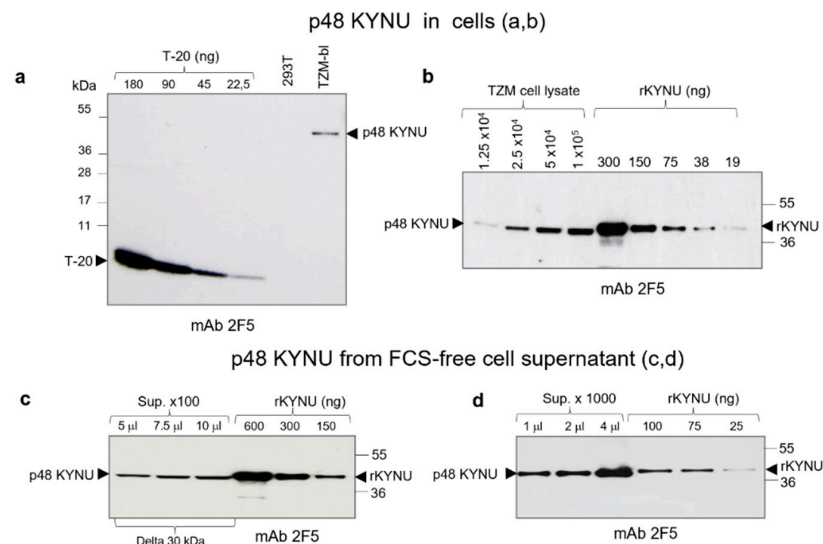 p48 KYNU in cells (a,b)
a
T-20 (ng)
kDa
180 90 45 22,5
293T
TZM-bl
55
36
28
17
11
p48 KYNU
T-20
mAb 2F5
b
TZM cell lysate
rKYNU (ng)
1.25 x10⁴
2.5 x10⁴
5 x10⁴
1 x10⁵
300 150 75 38 19
p48 KYNU
55
rKYNU
36
mAb 2F5
p48 KYNU from FCS-free cell supernatant (c,d)
c
Sup. x100
rKYNU (ng)
5 µl 7.5 µl 10 µl 600 300 150
p48 KYNU
55
rKYNU
36
Delta 30 kDa
mAb 2F5
d
Sup. x 1000
rKYNU (ng)
1 µl 2 µl 4 µl 100 75 25
p48 KYNU
55
rKYNU
36
mAb 2F5